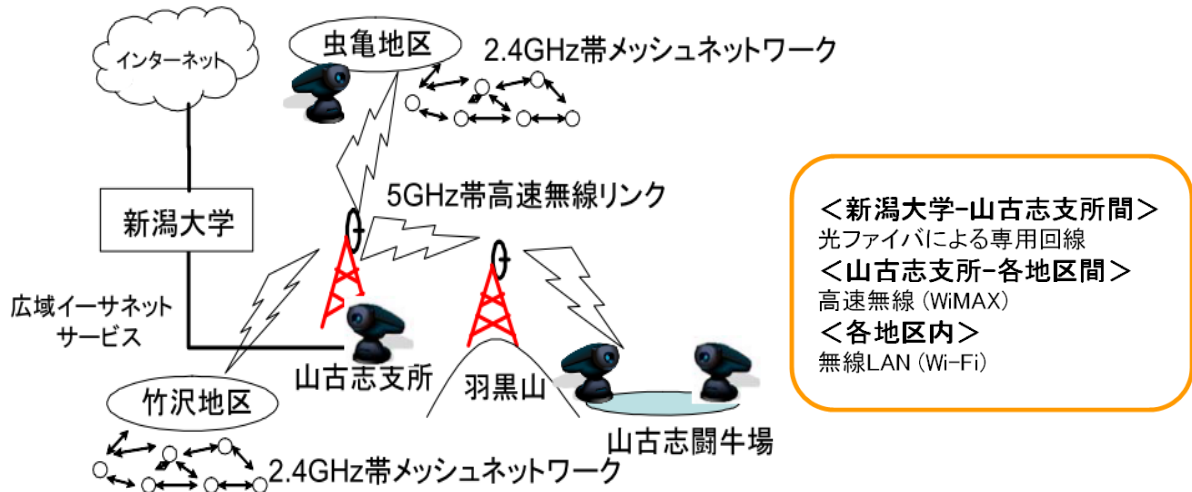 インターネット
虫亀地区
2.4GHz帯メッシュネットワーク
5GHz帯高速無線リンク
新潟大学
広域イーサネット
サービス
山古志支所
羽黒山
竹沢地区
山古志闘牛場
2.4GHz帯メッシュネットワーク
＜新潟大学-山古志支所間＞
光ファイバによる専用回線
＜山古志支所-各地区間＞
高速無線 (WiMAX)
＜各地区内＞
無線LAN (Wi-Fi)